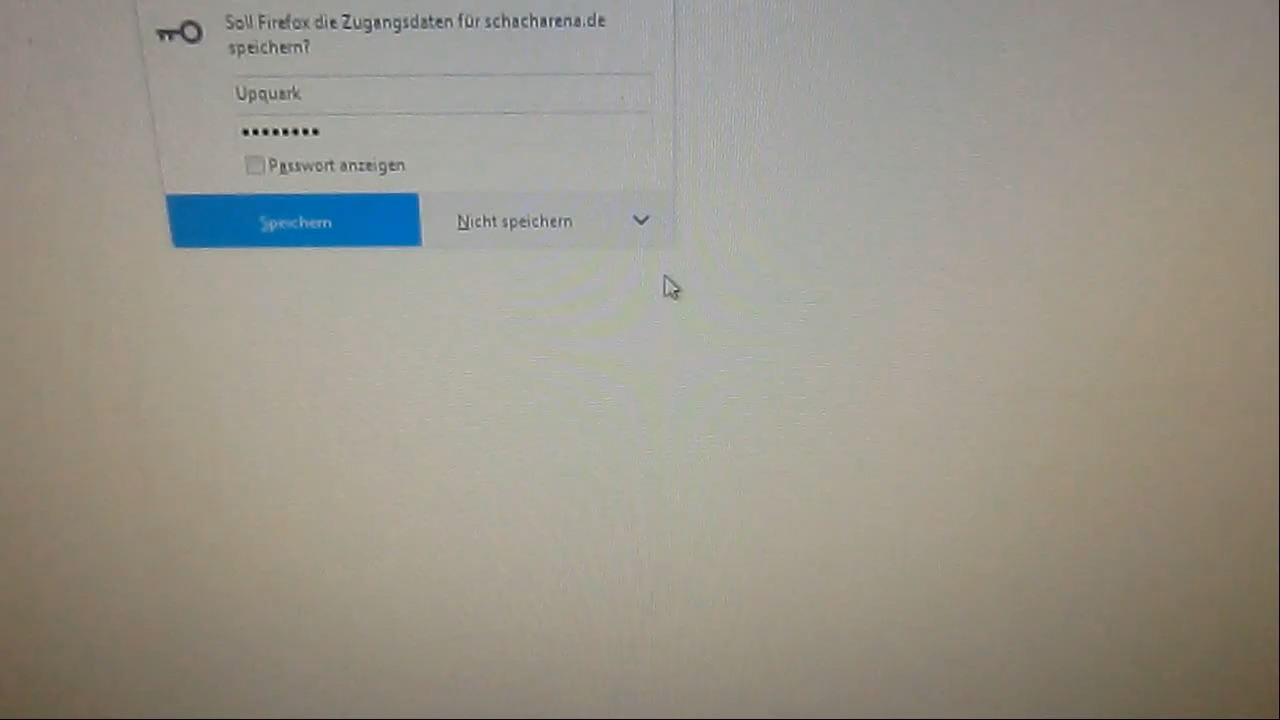 Soll Firefox die Zugangsdaten für schacharena.de
speichern?
Upquark
••••••••
Passwort anzeigen
Speichern
Nicht speichern